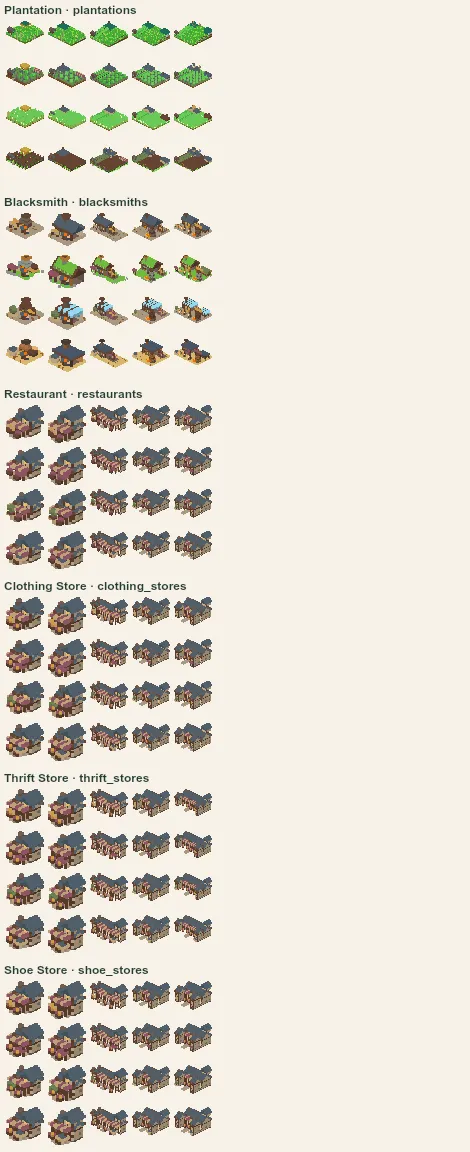 Plantation · plantations
Blacksmith · blacksmiths
Restaurant · restaurants
Clothing Store · clothing_stores
Thrift Store · thrift_stores
Shoe Store · shoe_stores